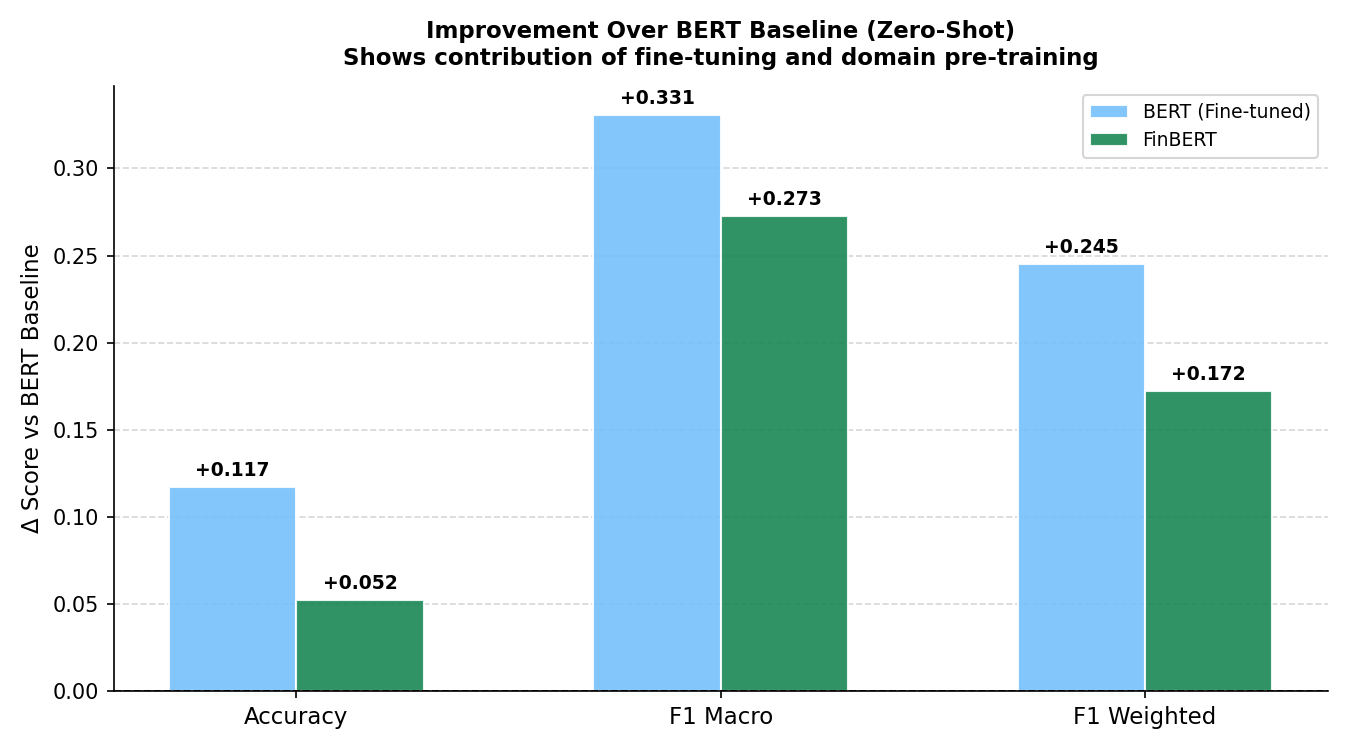 Improvement Over BERT Baseline (Zero-Shot)
Shows contribution of fine-tuning and domain pre-training
BERT (Fine-tuned)
FinBERT
Δ Score vs BERT Baseline
0.30
0.25
0.20
0.15
0.10
0.05
0.00
+0.117
+0.052
+0.331
+0.273
+0.245
+0.172
Accuracy
F1 Macro
F1 Weighted